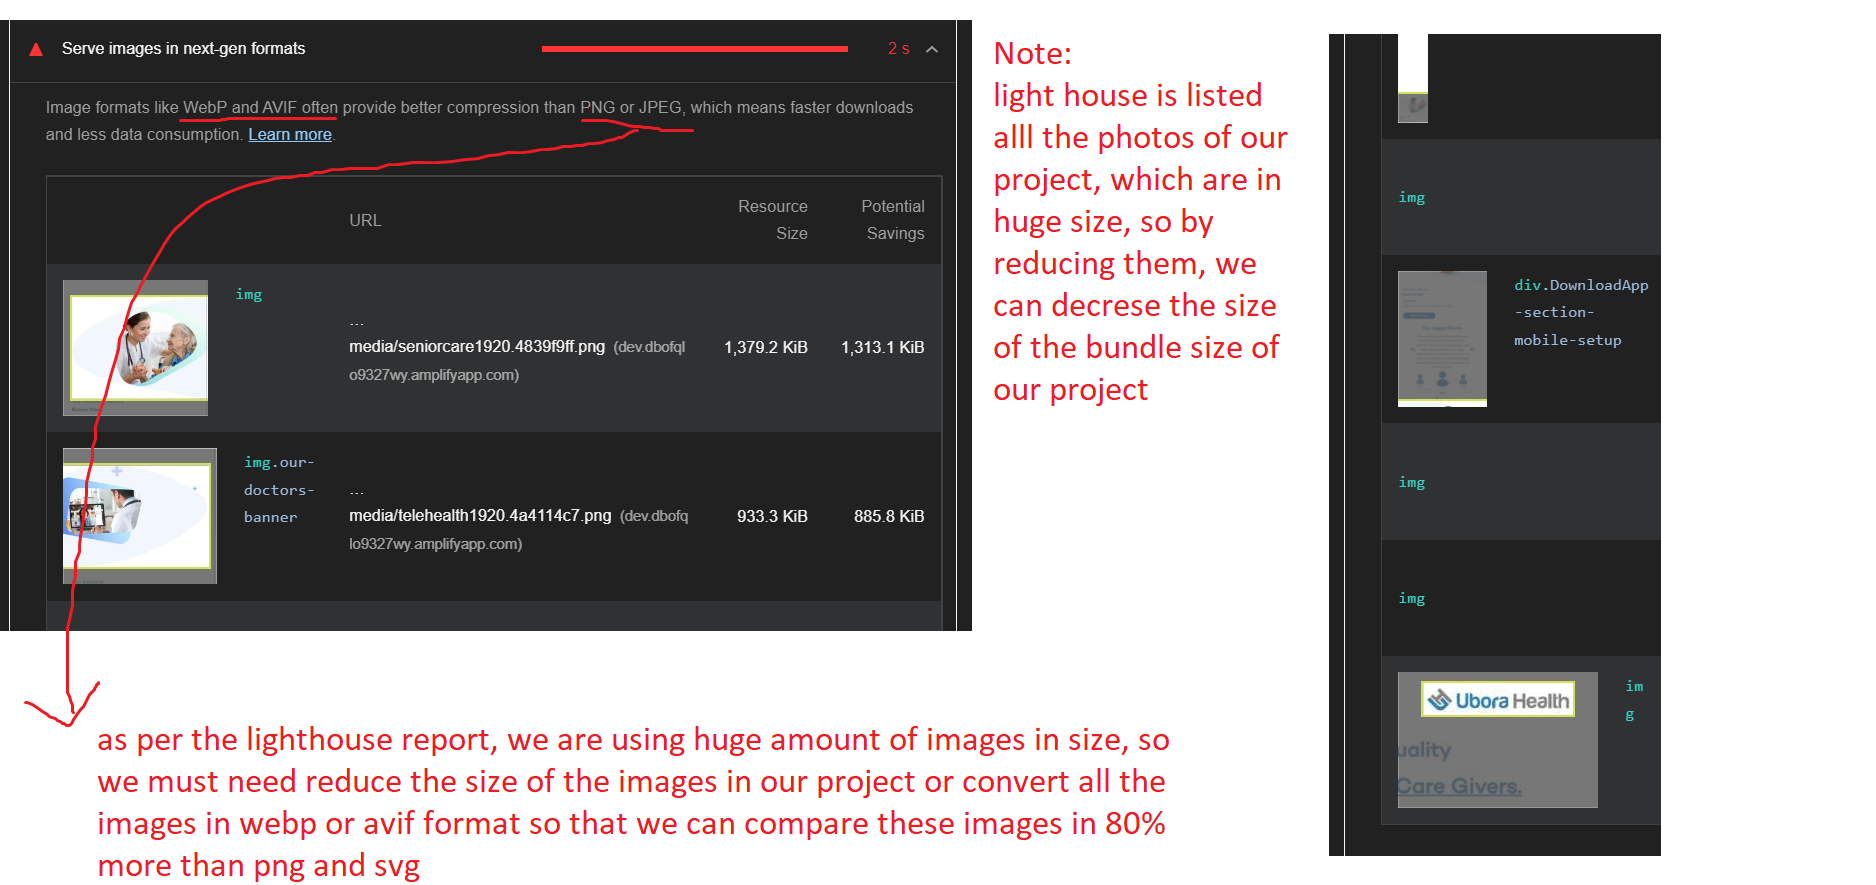 Serve images in next-gen formats
2 s
Image formats like WebP and AVIF often provide better compression than PNG or JPEG, which means faster downloads
and less data consumption. Learn more.
URL
Resource
Size
Potential
Savings
img
...
media/seniorcare1920.4839f9ff.png (dev.dbofql
o9327wy.amplifyapp.com)
1,379.2 KiB
1,313.1 KiB
img.our-
doctors-
banner
...
media/telehealth1920.4a4114c7.png (dev.dbofq
lo9327wy.amplifyapp.com)
933.3 KiB
885.8 KiB
Note:
light house is listed
alll the photos of our
project, which are in
huge size, so by
reducing them, we
can decrese the size
of the bundle size of
our project
img
div.DownloadApp
-section-
mobile-setup
img
img
Ubora Health
im
g
uality
Care Givers.
as per the lighthouse report, we are using huge amount of images in size, so
we must need reduce the size of the images in our project or convert all the
images in webp or avif format so that we can compare these images in 80%
more than png and svg